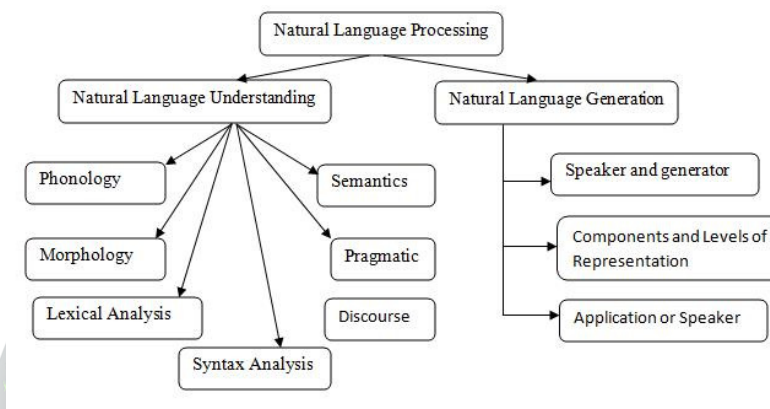 Natural Language Processing
Natural Language Understanding
Natural Language Generation
Phonology
Morphology
Lexical Analysis
Syntax Analysis
Semantics
Pragmatic
Discourse
Speaker and generator
Components and Levels of
Representation
Application or Speaker